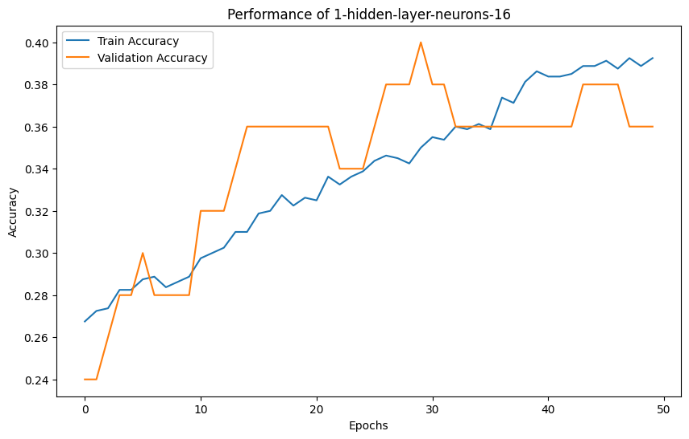 Performance of 1-hidden-layer-neurons-16
Train Accuracy
Validation Accuracy
0.40
0.38
0.36
0.34
0.32
0.30
0.28
0.26
0.24
Accuracy
0 10 20 30 40 50
Epochs